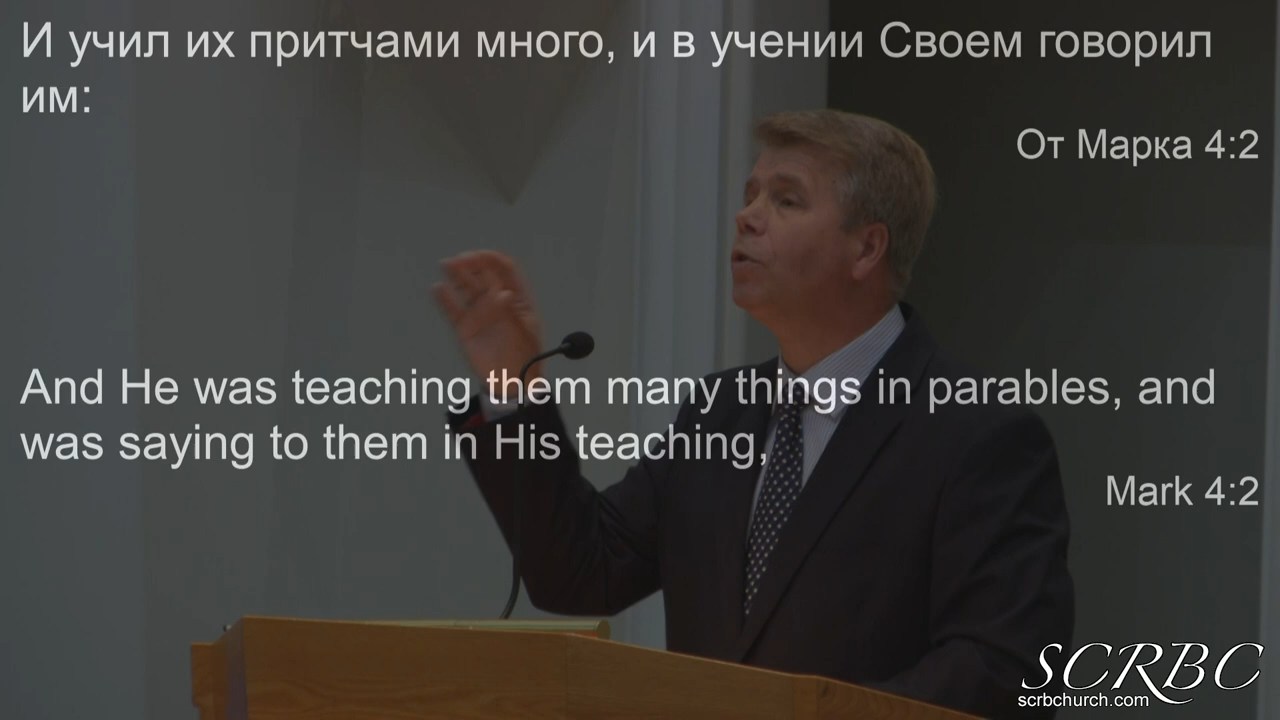 И учил их притчами много, и в учении Своем говорил
им:
От Марка 4:2
And He was teaching them many things in parables, and
was saying to them in His teaching,
Mark 4:2
SCRBC
scrbchurch.com